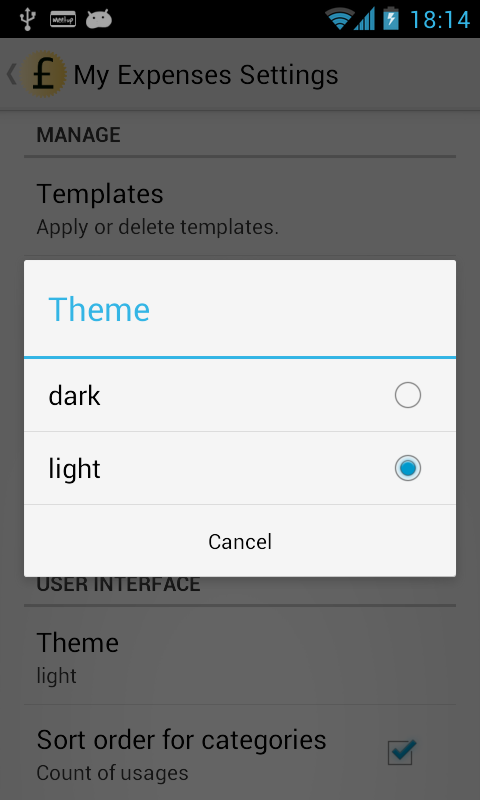 meetup 18:14
£ My Expenses Settings
MANAGE
Templates
Apply or delete templates.
Theme
dark
light
Cancel
USER INTERFACE
Theme
light
Sort order for categories
Count of usages